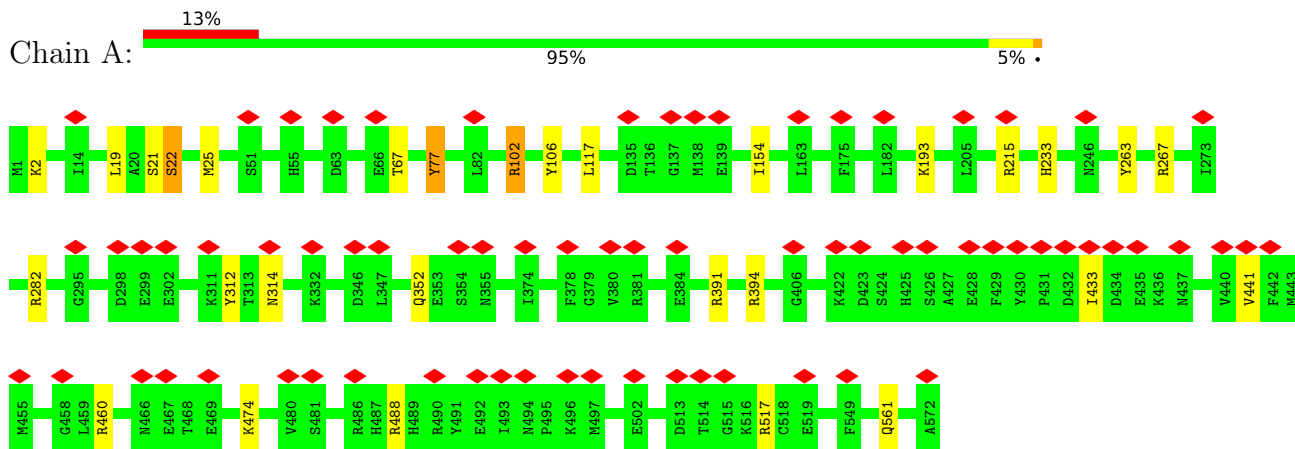 13%
Chain A:
95% 5% •
M1 K2 I14 L19 A20 S21 S22 M25 S51 H55 D63 E66 T67 Y77 L82 R102 Y106 L117 D135 T136 G137 M138 E139 I154 L163 F175 L182 K193 L205 R215 H233 N246 Y263 R267 I273
R282 G295 D298 E299 E302 K311 Y312 T313 N314 K332 D346 L347 Q352 E353 S354 N355 I374 F378 G379 V380 R381 E384 R391 R394 G406 K422 D423 S424 H425 S426 A427 E428 F429 Y430 P431 D432 I433 D434 E435 K436 N437 V440 V441 F442 M443
M455 G458 L459 R460 N466 E467 T468 E469 K474 V480 S481 R486 H487 R488 H489 R490 Y491 E492 I493 N494 P495 K496 M497 E502 D513 T514 G515 K516 R517 C518 E519 F549 Q561 A572